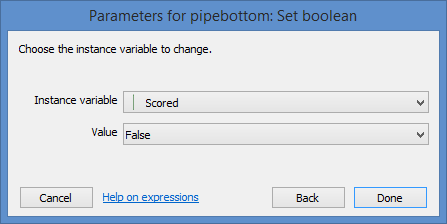 Parameters for pipebottom: Set boolean
Choose the instance variable to change.
Instance variable Scored
Value False
Cancel Help on expressions Back Done